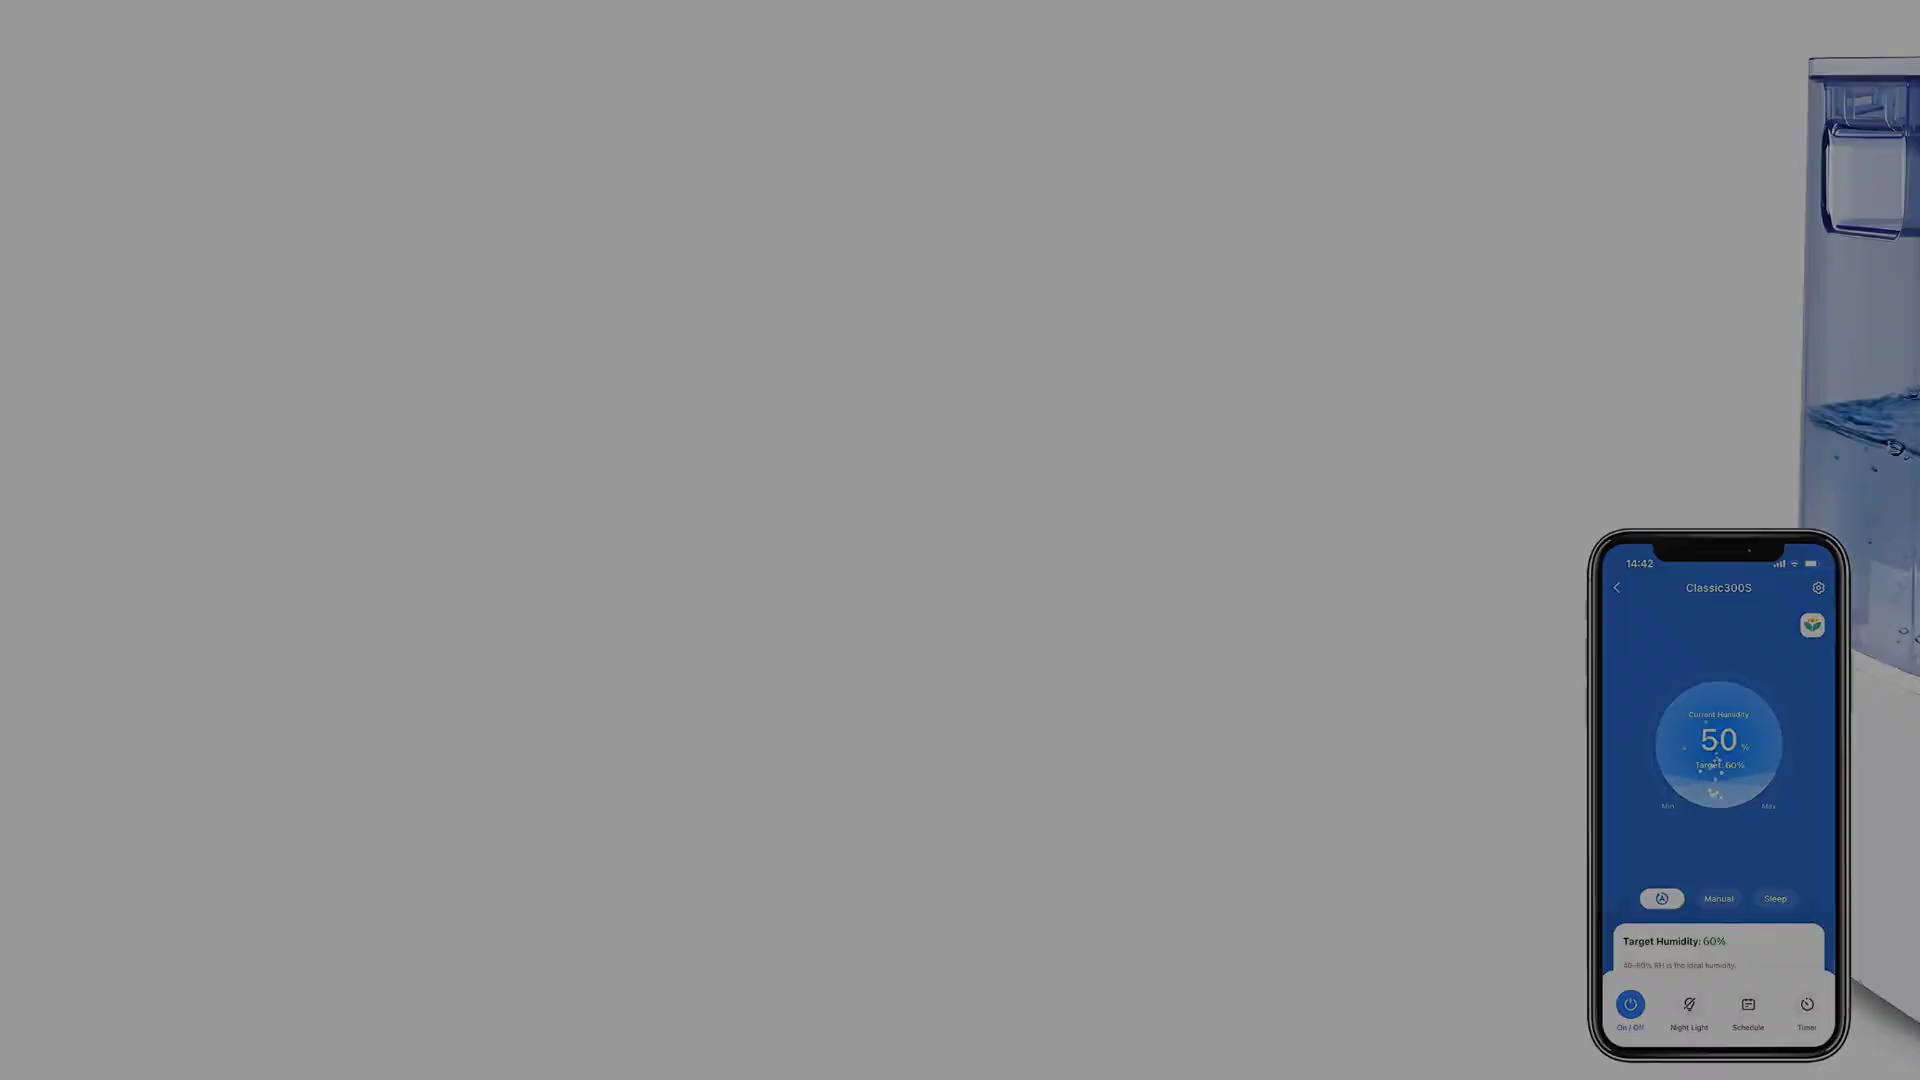 14:42
Classic300S
Current Humidity
50 %
Target: 60%
Min Max
Manual Sleep
Target Humidity: 60%
40-60% RH is the ideal humidity.
On / Off Night Light Schedule Timer